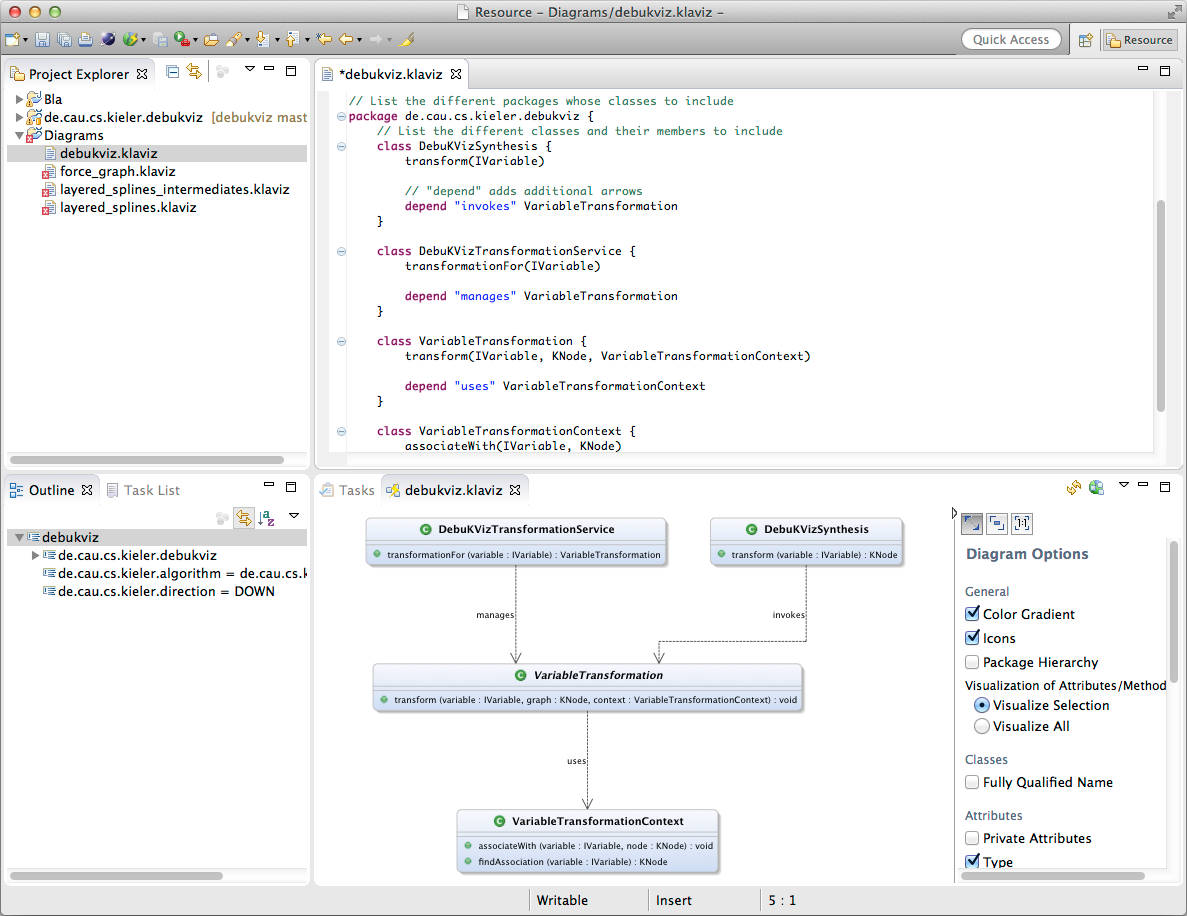 Resource – Diagrams/debukviz.klaviz –
Quick Access
Resource
Project Explorer
Bla
de.cau.cs.kieler.debukviz [debukviz mast
Diagrams
debukviz.klaviz
force_graph.klaviz
layered_splines_intermediates.klaviz
layered_splines.klaviz
*debukviz.klaviz
// List the different packages whose classes to include
package de.cau.cs.kieler.debukviz {
// List the different classes and their members to include
class DebuKVizSynthesis {
transform(IVariable)
// "depend" adds additional arrows
depend "invokes" VariableTransformation
}
class DebuKVizTransformationService {
transformationFor(IVariable)
depend "manages" VariableTransformation
}
class VariableTransformation {
transform(IVariable, KNode, VariableTransformationContext)
depend "uses" VariableTransformationContext
}
class VariableTransformationContext {
associateWith(IVariable, KNode)
Outline
Task List
debukviz
de.cau.cs.kieler.debukviz
de.cau.cs.kieler.algorithm = de.cau.cs.k
de.cau.cs.kieler.direction = DOWN
Tasks
debukviz.klaviz
C DebuKVizTransformationService
transformationFor (variable : IVariable) : VariableTransformation
C DebuKVizSynthesis
transform (variable : IVariable) : KNode
manages
invokes
C VariableTransformation
transform (variable : IVariable, graph : KNode, context : VariableTransformationContext) : void
uses
C VariableTransformationContext
associateWith (variable : IVariable, node : KNode) : void
findAssociation (variable : IVariable) : KNode
Diagram Options
General
Color Gradient
Icons
Package Hierarchy
Visualization of Attributes/Method
Visualize Selection
Visualize All
Classes
Fully Qualified Name
Attributes
Private Attributes
Type
Writable
Insert
5 : 1